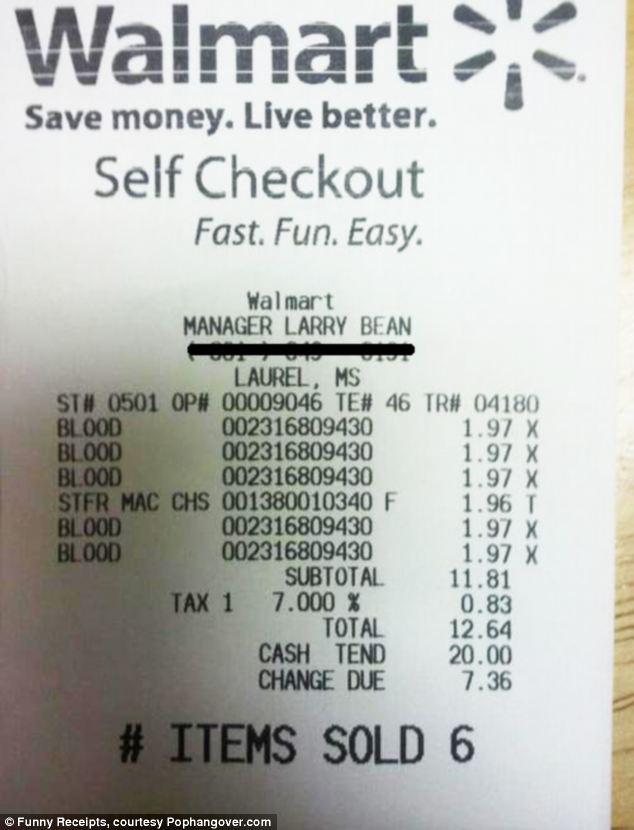 Walmart
Save money. Live better.
Self Checkout
Fast. Fun. Easy.
Walmart
MANAGER LARRY BEAN
LAUREL, MS
ST# 0501 OP# 00009046 TE# 46 TR# 04180
BLOOD 002316809430 1.97 X
BLOOD 002316809430 1.97 X
BLOOD 002316809430 1.97 X
STFR MAC CHS 001380010340 F 1.96 T
BLOOD 002316809430 1.97 X
BLOOD 002316809430 1.97 X
SUBTOTAL 11.81
TAX 1 7.000 % 0.83
TOTAL 12.64
CASH TEND 20.00
CHANGE DUE 7.36
# ITEMS SOLD 6
© Funny Receipts, courtesy Pophangover.com